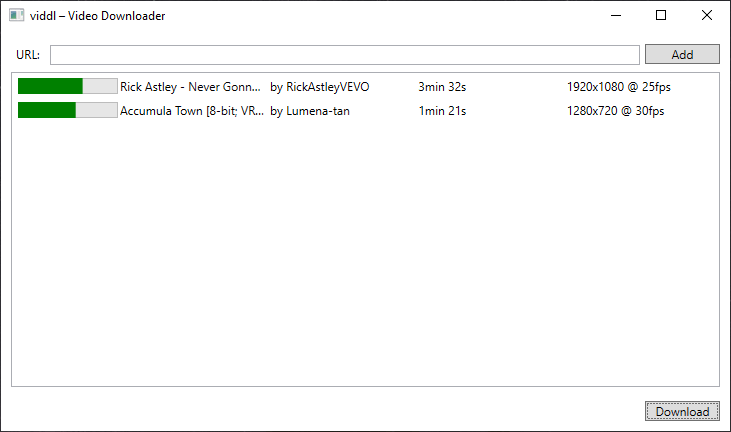 viddl – Video Downloader
URL: Add
Rick Astley - Never Gonn... by RickAstleyVEVO 3min 32s 1920x1080 @ 25fps
Accumula Town [8-bit; VR... by Lumena-tan 1min 21s 1280x720 @ 30fps
Download